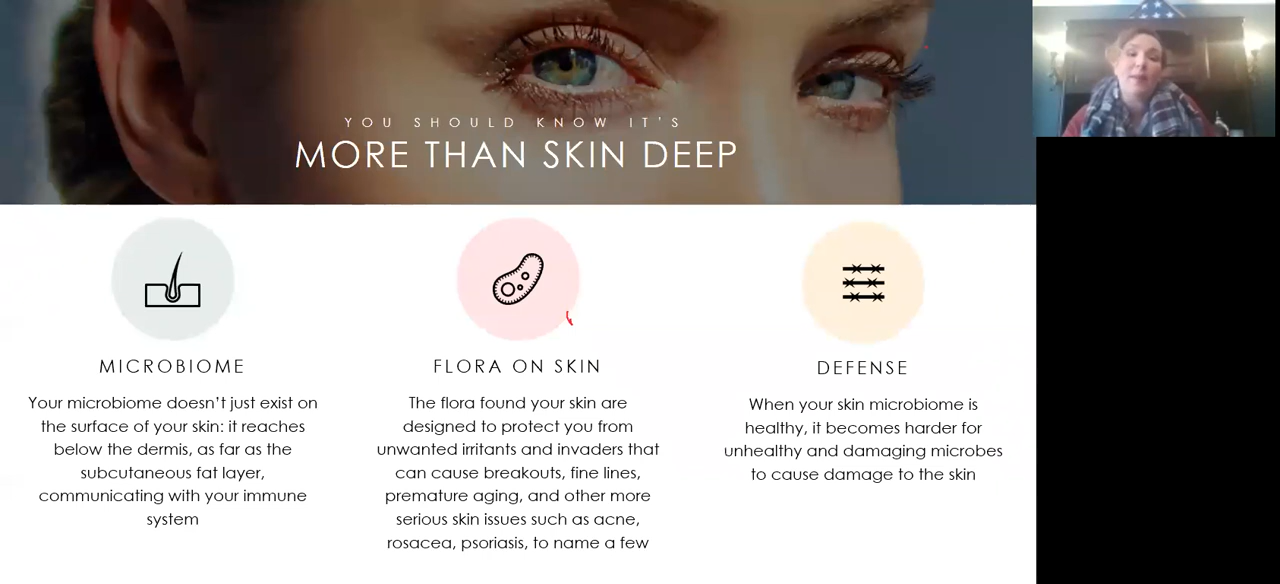 YOU SHOULD KNOW IT'S
MORE THAN SKIN DEEP
MICROBIOME
Your microbiome doesn't just exist on
the surface of your skin: it reaches
below the dermis, as far as the
subcutaneous fat layer,
communicating with your immune
system
FLORA ON SKIN
The flora found your skin are
designed to protect you from
unwanted irritants and invaders that
can cause breakouts, fine lines,
premature aging, and other more
serious skin issues such as acne,
rosacea, psoriasis, to name a few
DEFENSE
When your skin microbiome is
healthy, it becomes harder for
unhealthy and damaging microbes
to cause damage to the skin